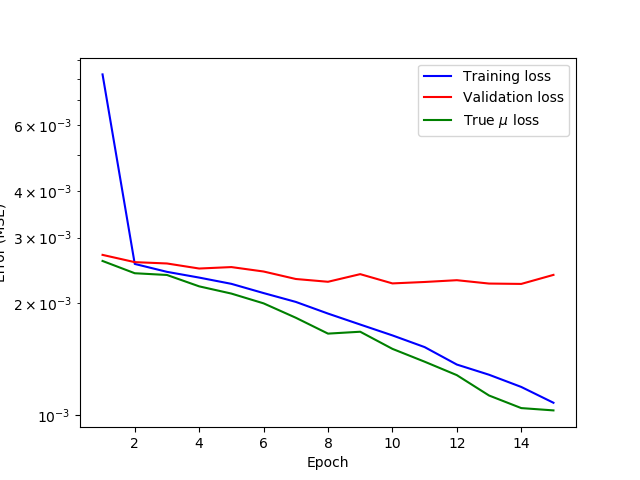 Training loss
Validation loss
True μ loss
6 × 10⁻³
4 × 10⁻³
3 × 10⁻³
2 × 10⁻³
10⁻³
(MSE)
2 4 6 8 10 12 14
Epoch